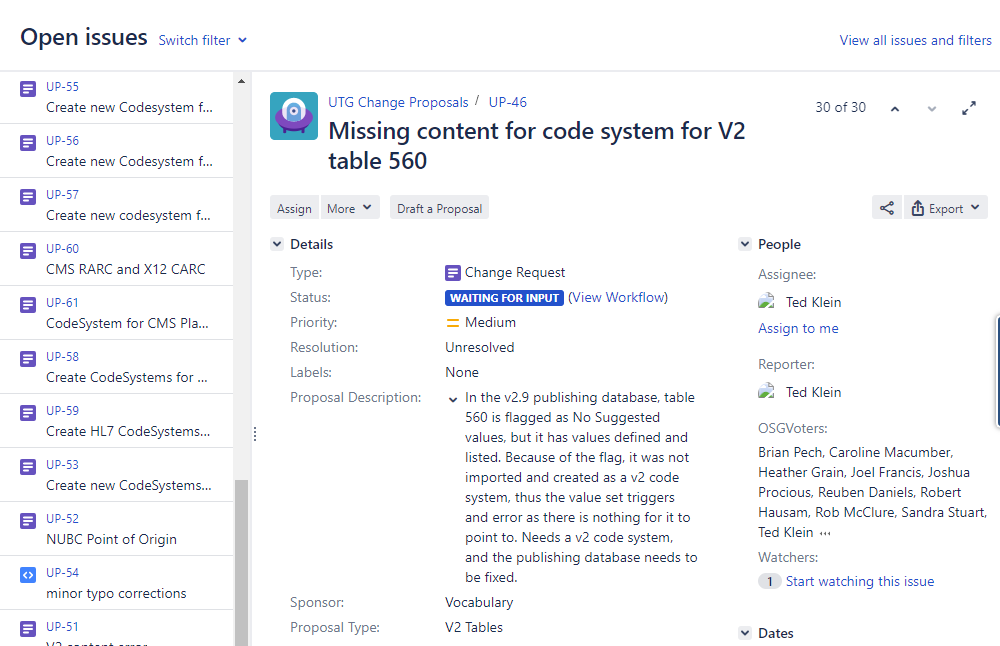 Open issues Switch filter
View all issues and filters
UP-55
Create new Codesystem f...
UP-56
Create new Codesystem f...
UP-57
Create new codesystem f...
UP-60
CMS RARC and X12 CARC
UP-61
CodeSystem for CMS Pla...
UP-58
Create CodeSystems for ...
UP-59
Create HL7 CodeSystems...
UP-53
Create new CodeSystems...
UP-52
NUBC Point of Origin
UP-54
minor typo corrections
UP-51
V2 content error
UTG Change Proposals / UP-46
Missing content for code system for V2
table 560
30 of 30
Assign More Draft a Proposal
Export
Details
Type: Change Request
Status: WAITING FOR INPUT (View Workflow)
Priority: Medium
Resolution: Unresolved
Labels: None
Proposal Description: In the v2.9 publishing database, table
560 is flagged as No Suggested
values, but it has values defined and
listed. Because of the flag, it was not
imported and created as a v2 code
system, thus the value set triggers
and error as there is nothing for it to
point to. Needs a v2 code system,
and the publishing database needs to
be fixed.
Sponsor: Vocabulary
Proposal Type: V2 Tables
People
Assignee:
Ted Klein
Assign to me
Reporter:
Ted Klein
OSGVoters:
Brian Pech, Caroline Macumber,
Heather Grain, Joel Francis, Joshua
Procious, Reuben Daniels, Robert
Hausam, Rob McClure, Sandra Stuart,
Ted Klein ···
Watchers:
1 Start watching this issue
Dates